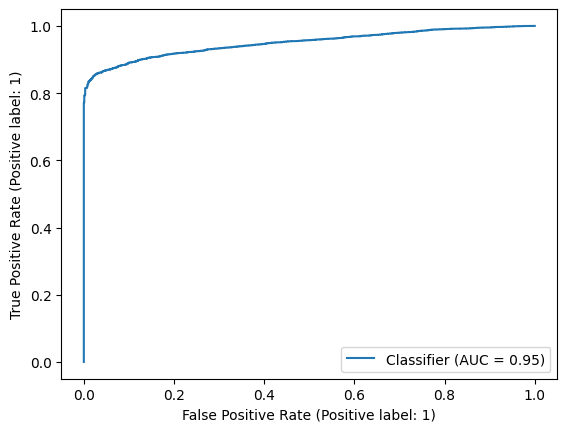 1.0
0.8
0.6
0.4
0.2
0.0
True Positive Rate (Positive label: 1)
Classifier (AUC = 0.95)
0.0 0.2 0.4 0.6 0.8 1.0
False Positive Rate (Positive label: 1)